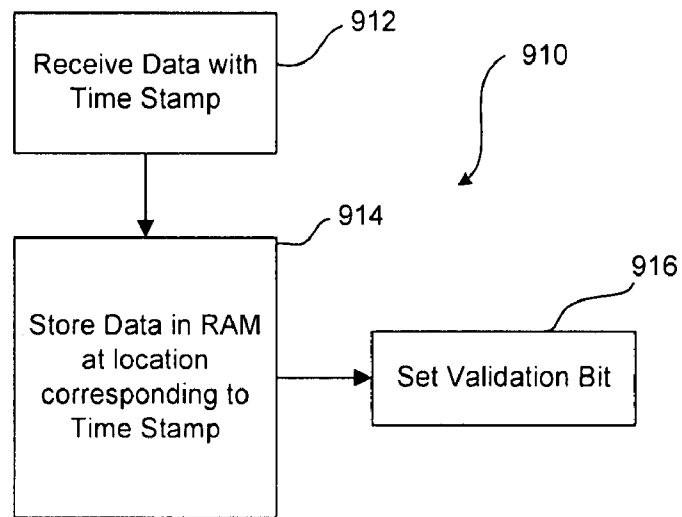 912
Receive Data with
Time Stamp
910
914
Store Data in RAM
at location
corresponding to
Time Stamp
916
Set Validation Bit